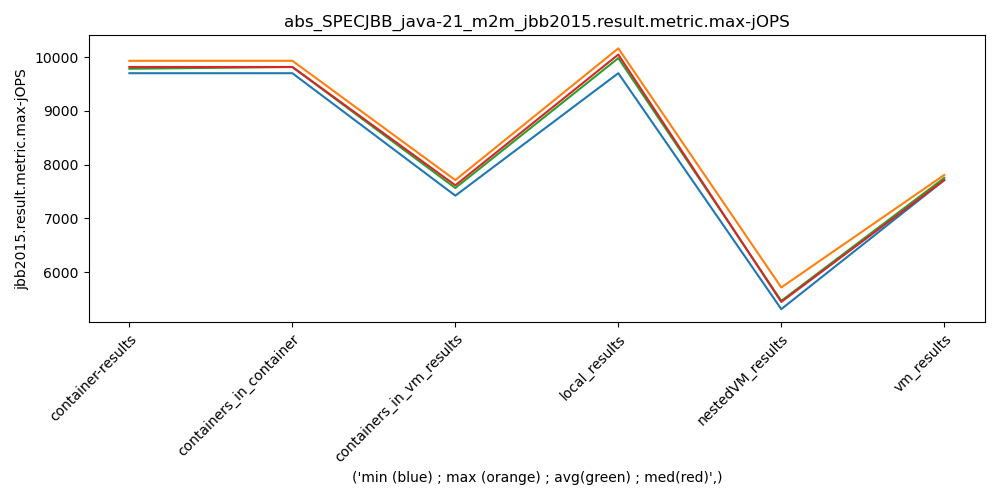 abs_SPECJBB_java-21_m2m_jbb2015.result.metric.max-jOPS
jbb2015.result.metric.max-jOPS
10000
9000
8000
7000
6000
container-results
containers_in_container
containers_in_vm_results
local_results
nestedVM_results
vm_results
('min (blue) ; max (orange) ; avg(green) ; med(red)',)